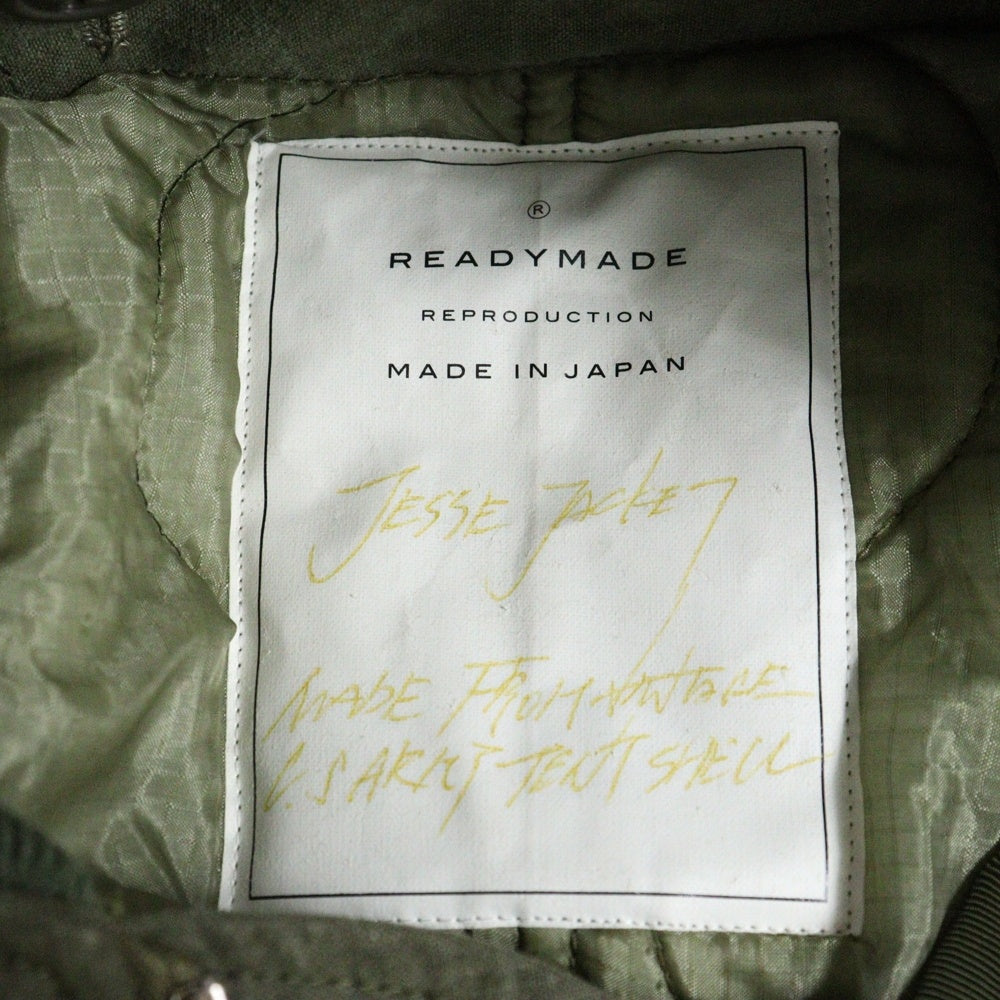 ®
READYMADE
REPRODUCTION
MADE IN JAPAN
JESSE JACKET
MADE FROM VINTAGE
U.S ARMY TENT SHELL